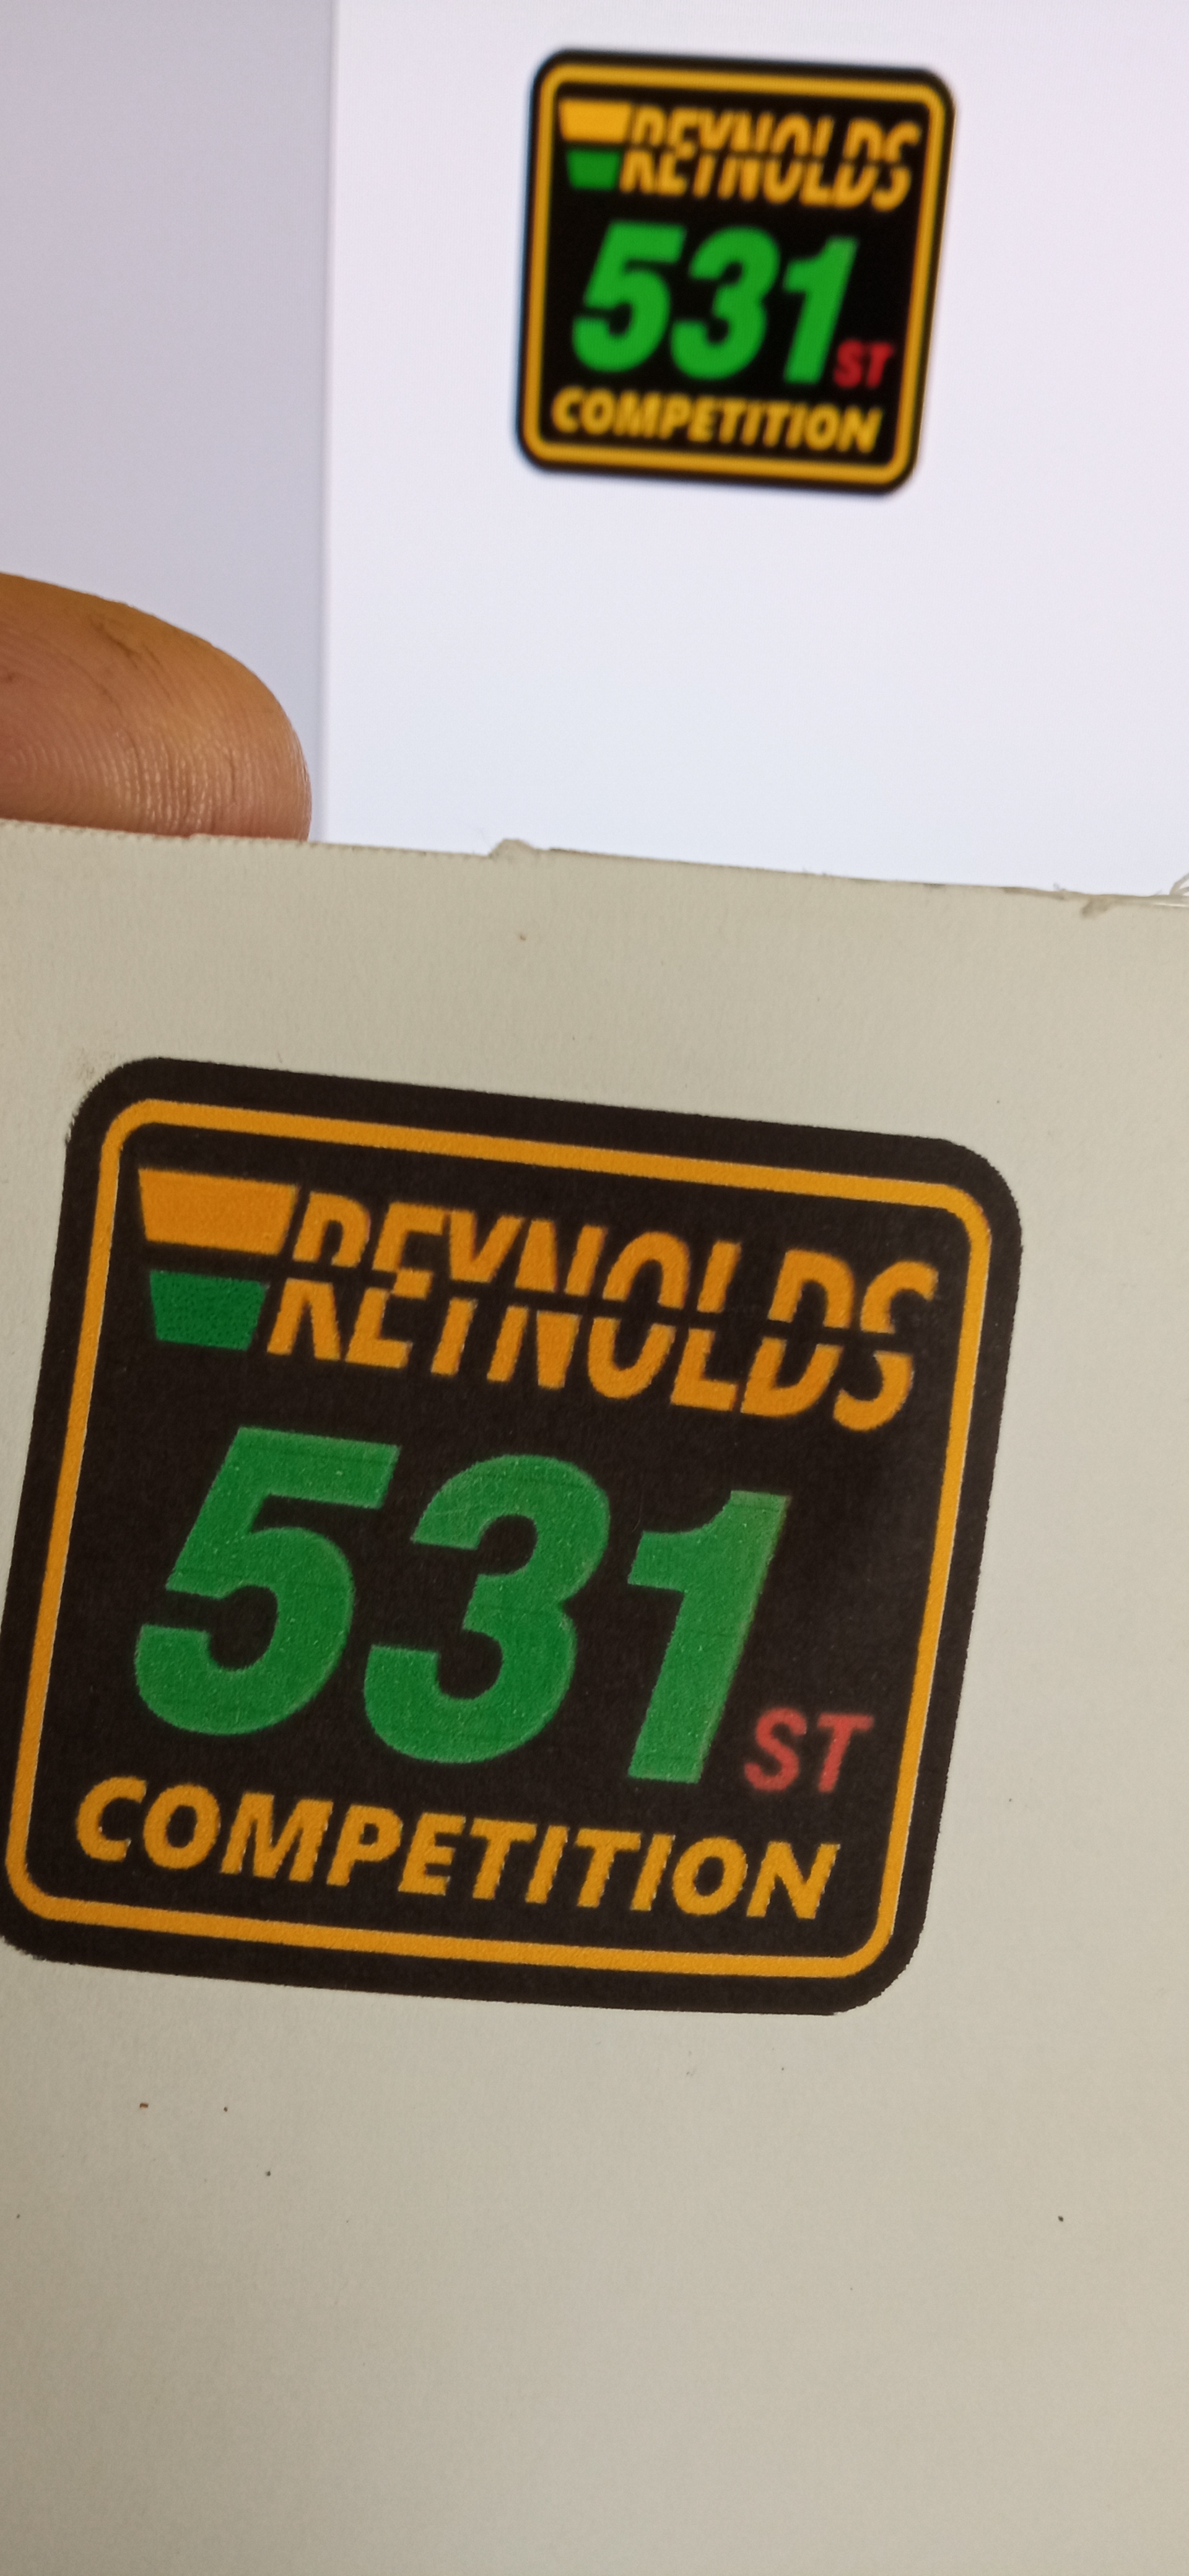 REYNOLDS
531 ST
COMPETITION
REYNOLDS
531 ST
COMPETITION